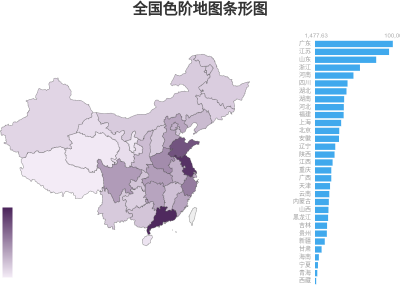 全国色阶地图条形图
1,477.63 100,00
广东
江苏
山东
浙江
河南
四川
湖北
湖南
河北
福建
上海
北京
安徽
辽宁
陕西
江西
重庆
广西
天津
云南
内蒙古
山西
黑龙江
吉林
贵州
新疆
甘肃
海南
宁夏
青海
西藏